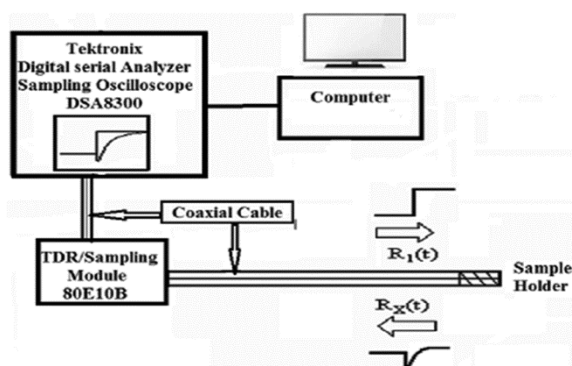 Tektronix
Digital serial Analyzer
Sampling Oscilloscope
DSA8300
Computer
Coaxial Cable
TDR/Sampling
Module
80E10B
R1(t)
Sample
Holder
RX(t)